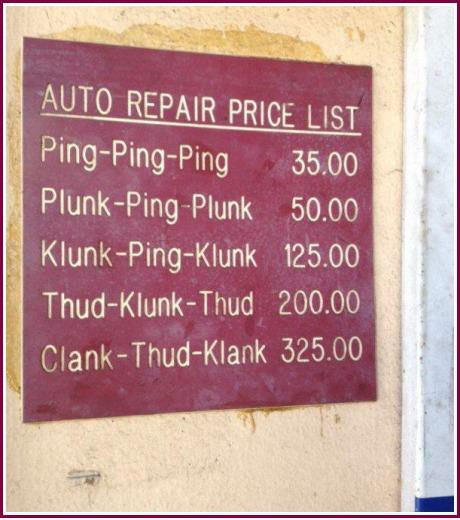 AUTO REPAIR PRICE LIST
Ping-Ping-Ping 35.00
Plunk-Ping-Plunk 50.00
Klunk-Ping-Klunk 125.00
Thud-Klunk-Thud 200.00
Clank-Thud-Klank 325.00